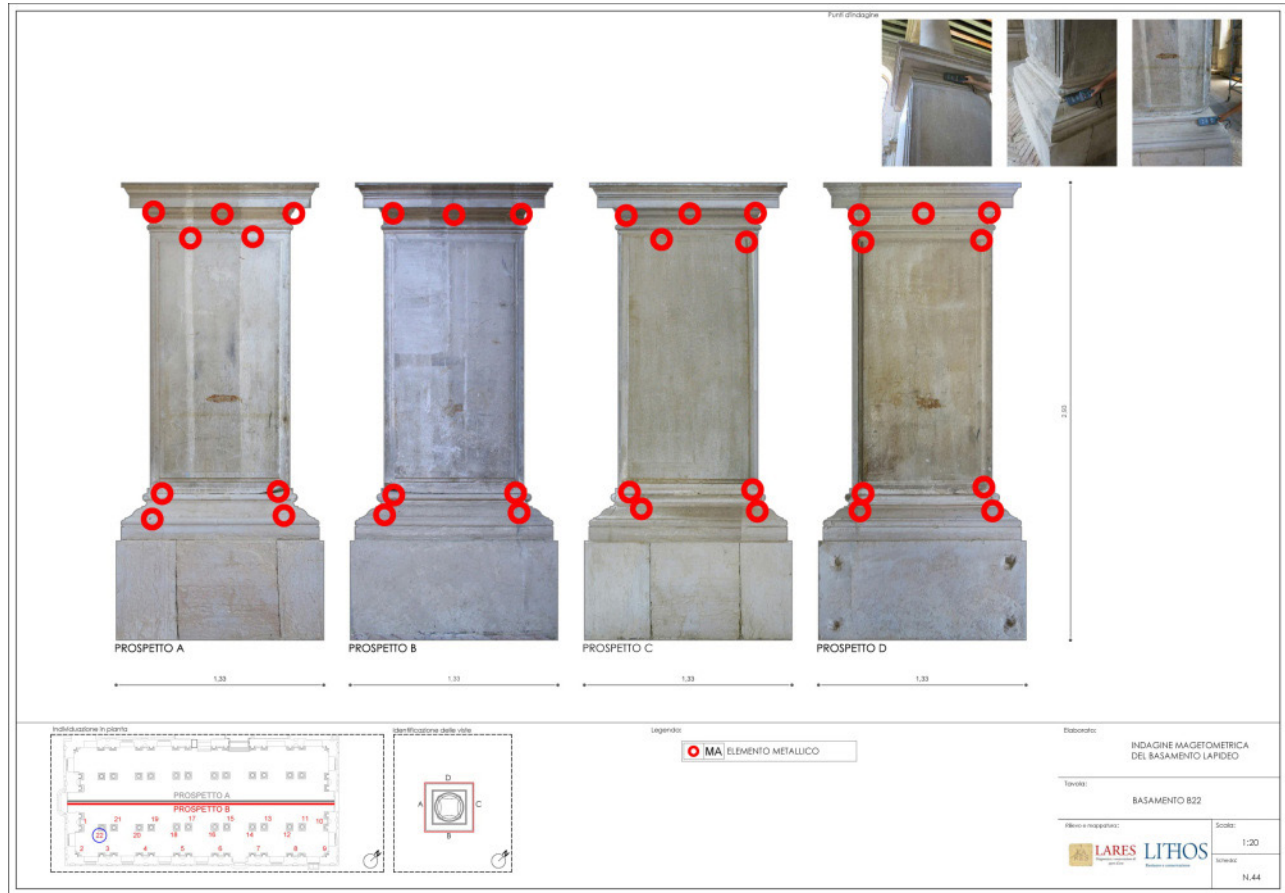 Punti d'indagine
2.93
PROSPETTO A
PROSPETTO B
PROSPETTO C
PROSPETTO D
1,33
1,33
1,33
1,33
Individuazione in pianta
PROSPETTO A
PROSPETTO B
1
21
19
17
15
13
11
10
22
20
18
16
14
12
2
3
4
5
6
7
8
9
Identificazione delle viste
D
A
C
B
Legenda:
MA ELEMENTO METALLICO
Elaborato:
INDAGINE MAGETOMETRICA
DEL BASAMENTO LAPIDEO
Tavola:
BASAMENTO B22
Rilievo e mappatura:
LARES
LITHOS
Scala:
1:20
Scheda:
N.44